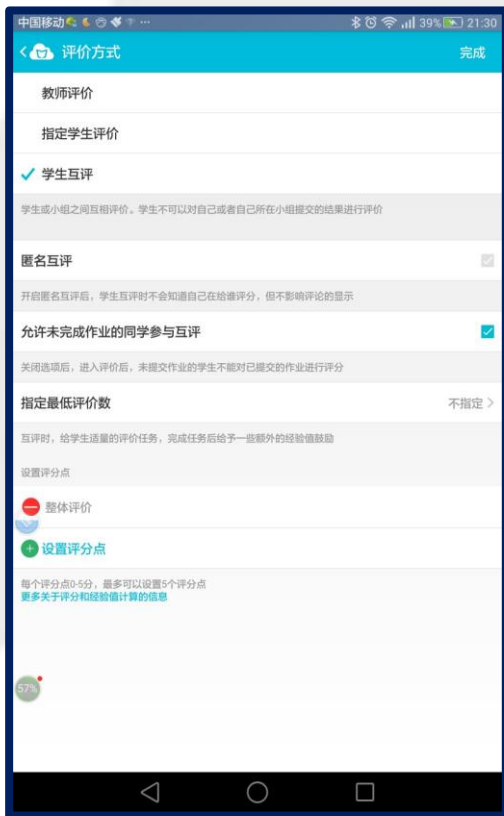 中国移动 39% 21:30
评价方式 完成
教师评价
指定学生评价
学生互评
学生或小组之间互相评价。学生不可以对自己或者自己所在小组提交的结果进行评价
匿名互评
开启匿名互评后，学生互评时不会知道自己在给谁评分，但不影响评论的显示
允许未完成作业的同学参与互评
关闭选项后，进入评价后，未提交作业的学生不能对已提交的作业进行评分
指定最低评价数 不指定
互评时，给学生适量的评价任务，完成任务后给予一些额外的经验值鼓励
设置评分点
整体评价
设置评分点
每个评分点0-5分，最多可以设置5个评分点
更多关于评分和经验值计算的信息
57%